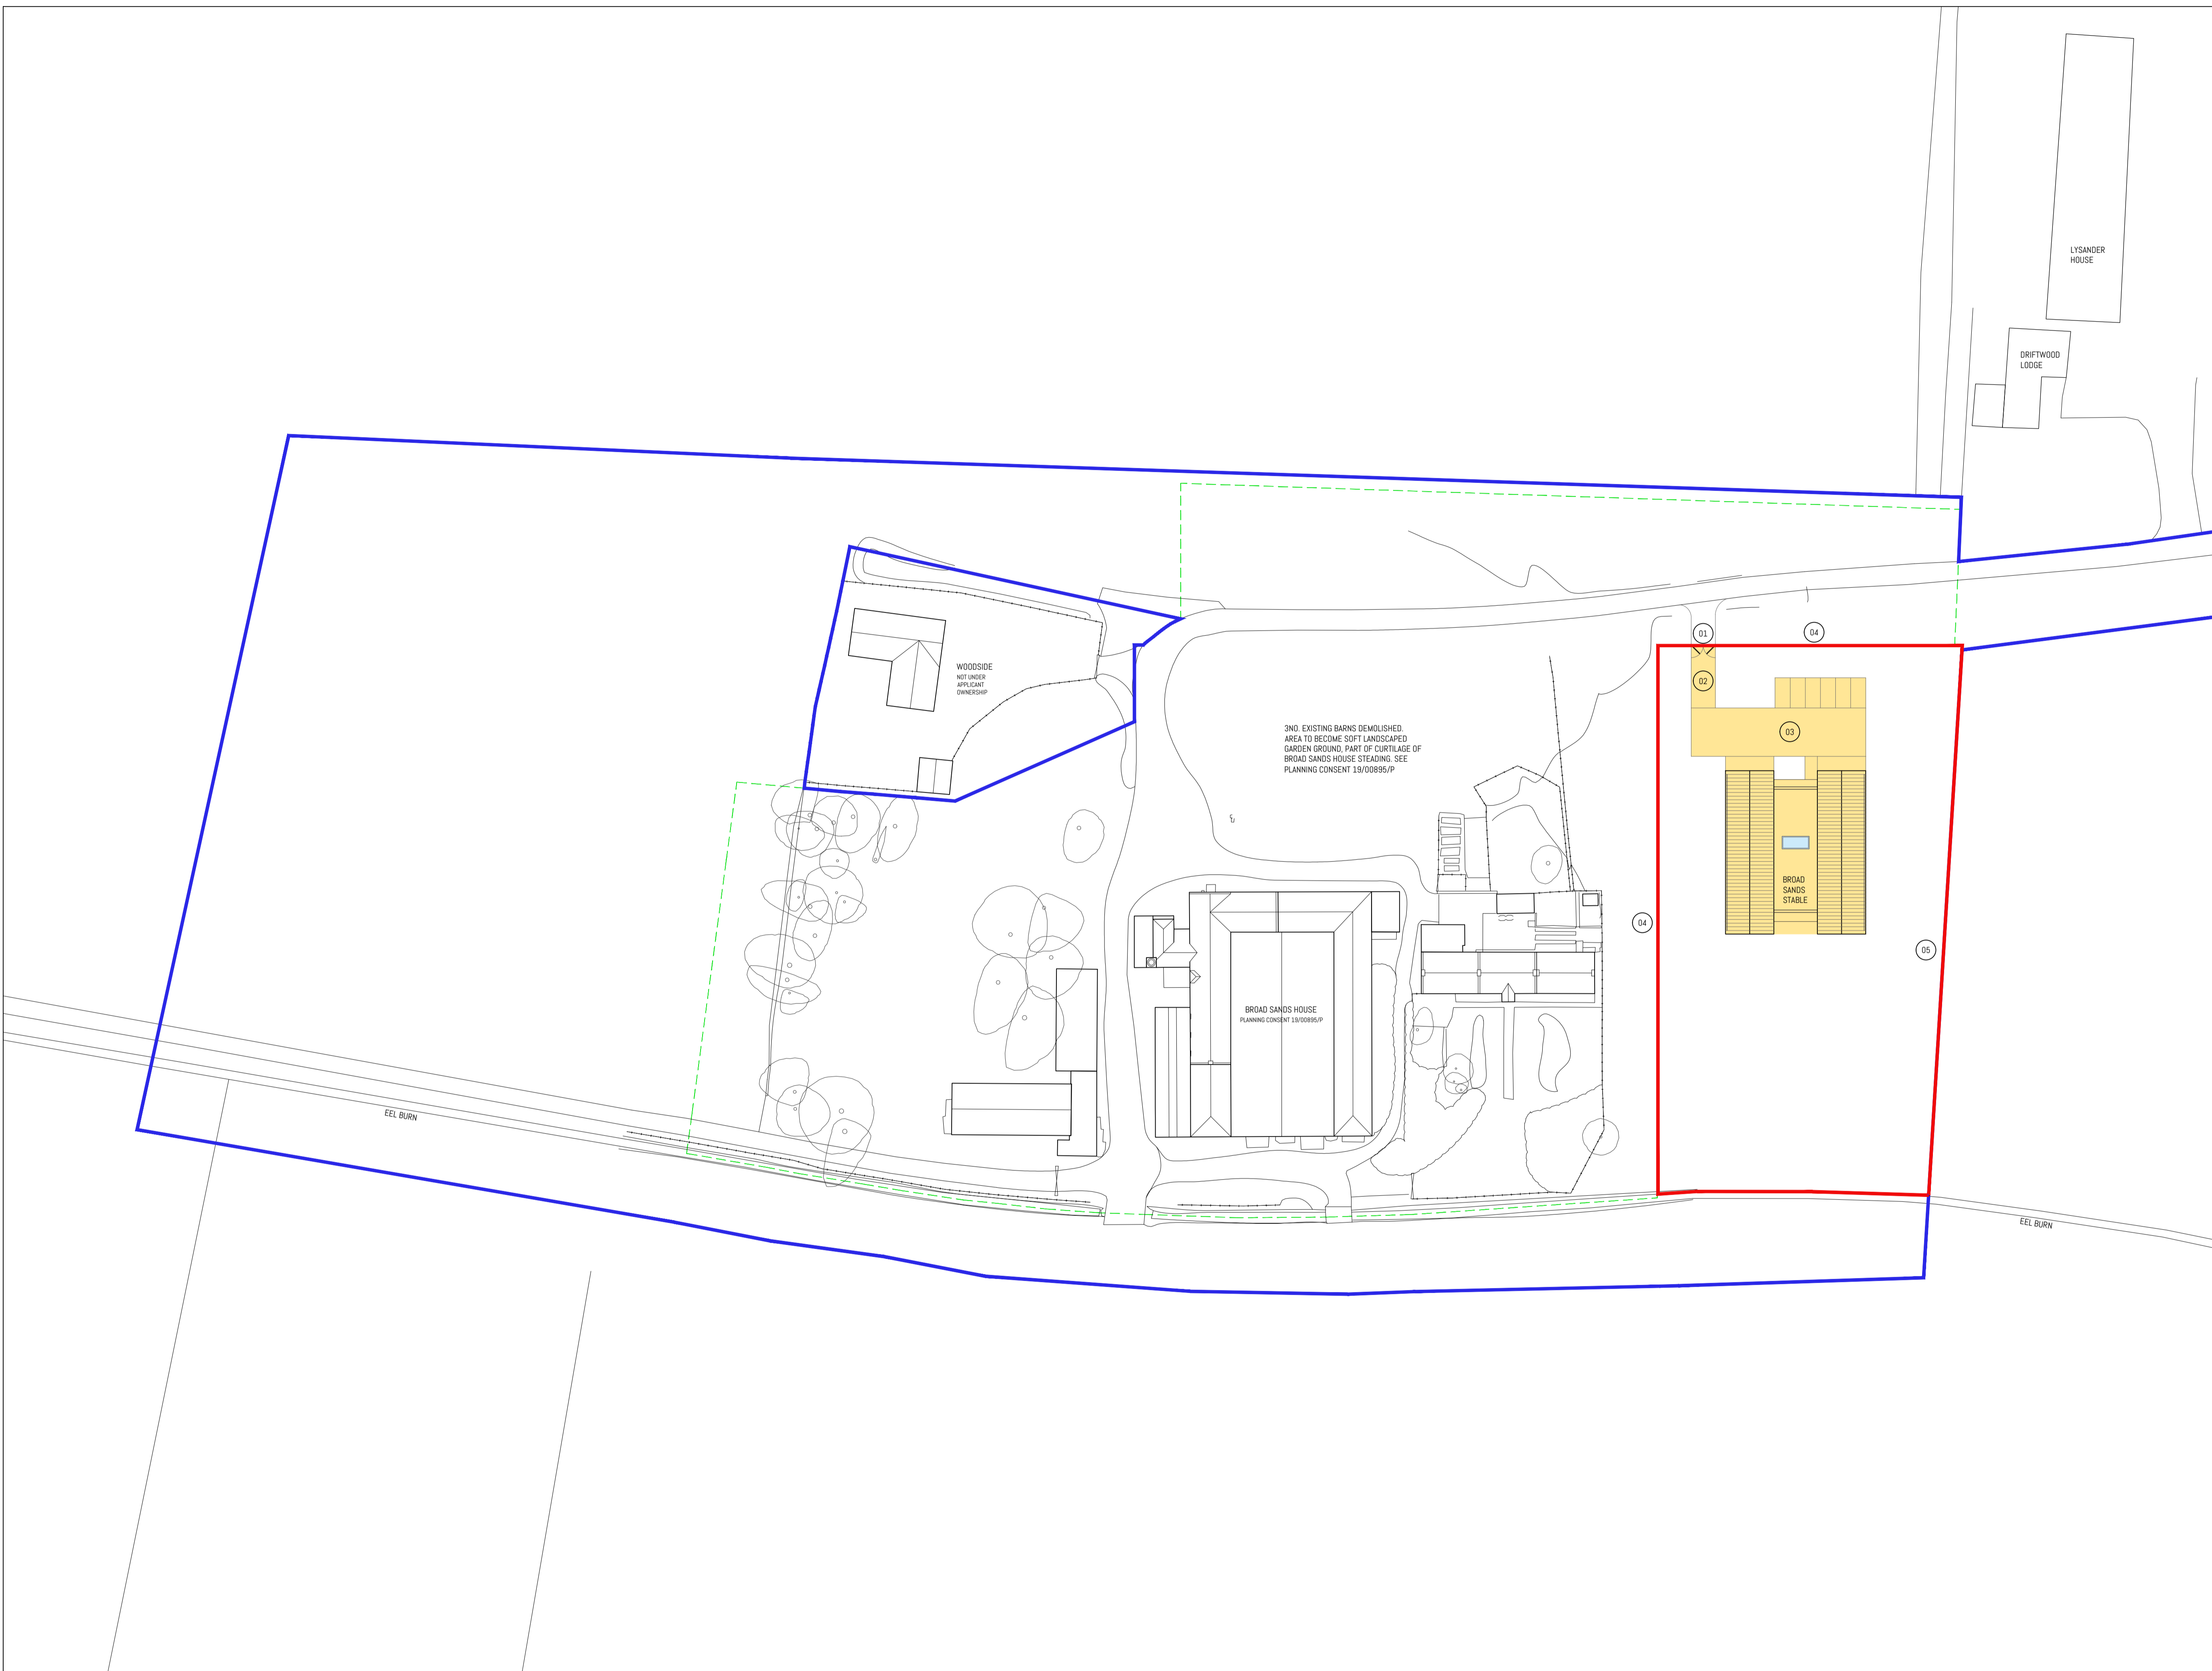 LYSANDER
HOUSE
DRIFTWOOD
LODGE
01
04
WOODSIDE
NOT UNDER
APPLICANT
OWNERSHIP
02
3NO. EXISTING BARNS DEMOLISHED.
AREA TO BECOME SOFT LANDSCAPED
GARDEN GROUND, PART OF CURTILAGE OF
BROAD SANDS HOUSE STEADING. SEE
PLANNING CONSENT 19/00895/P
03
BROAD
SANDS
STABLE
04
05
BROAD SANDS HOUSE
PLANNING CONSENT 19/00895/P
EEL BURN
EEL BURN